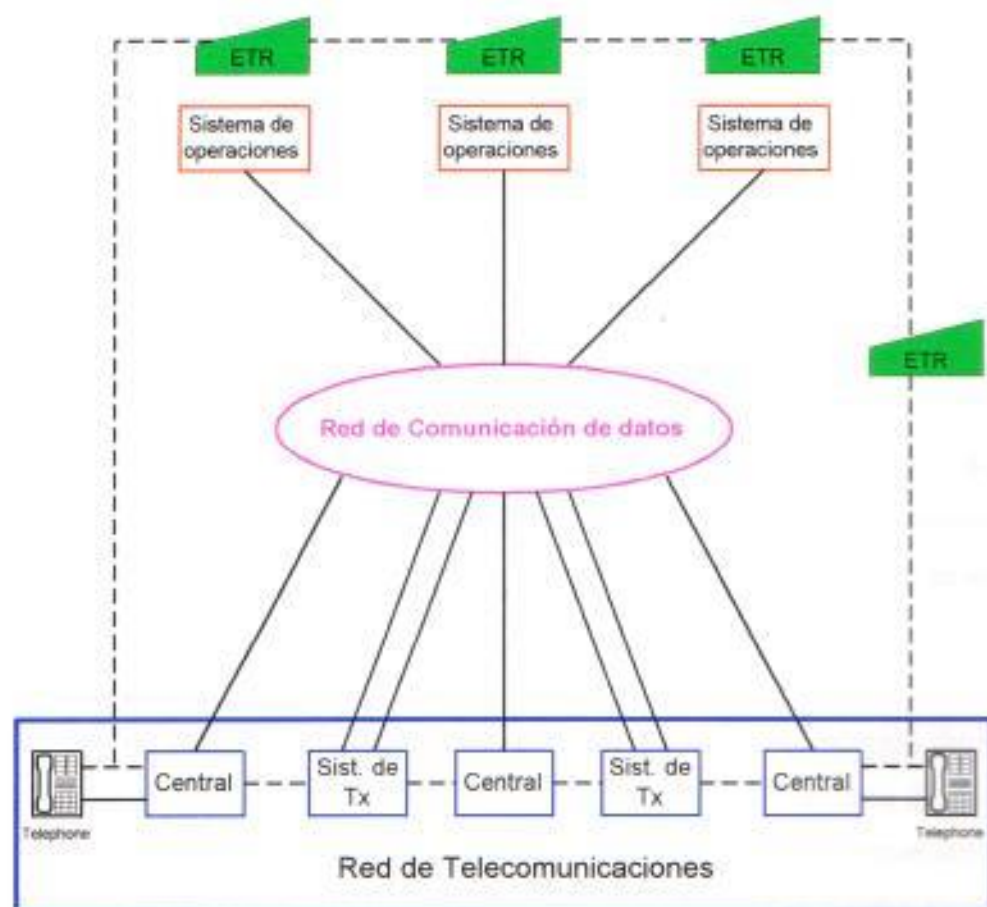 ETR
ETR
ETR
Sistema de
operaciones
Sistema de
operaciones
Sistema de
operaciones
ETR
Red de Comunicación de datos
Central
Sist. de
Tx
Central
Sist. de
Tx
Central
Telephone
Telephone
Red de Telecomunicaciones